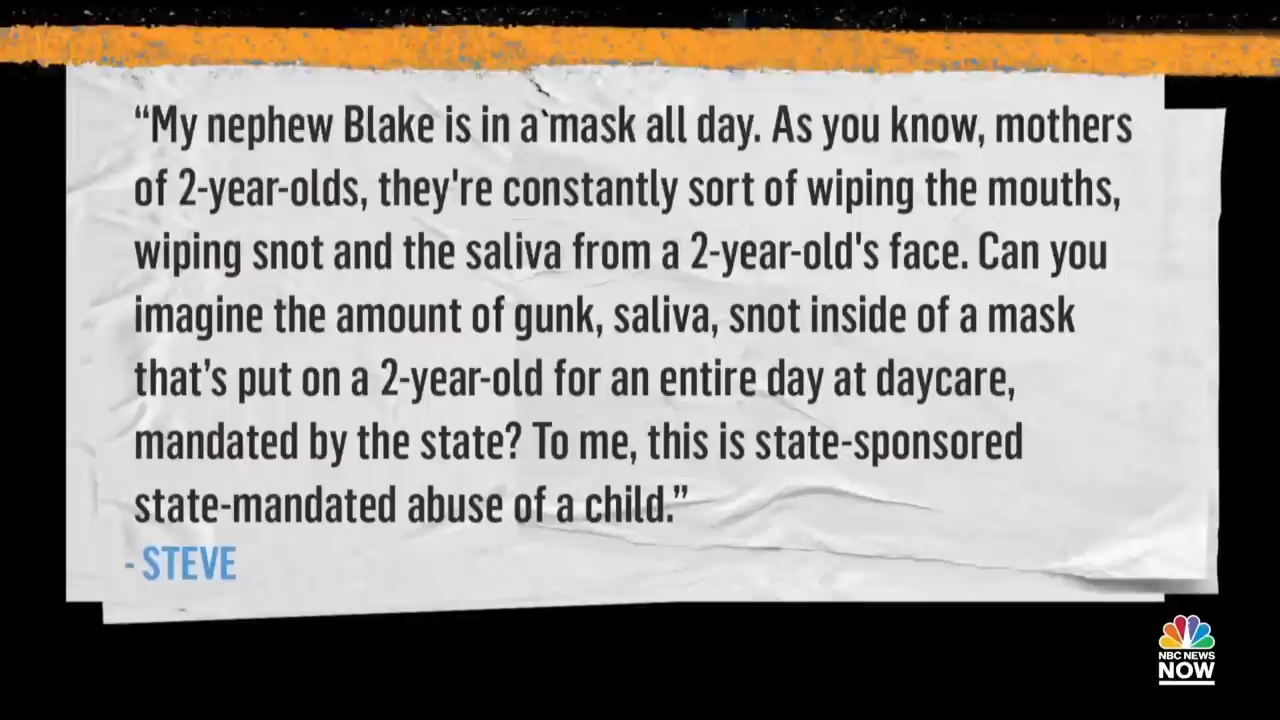 “My nephew Blake is in a mask all day. As you know, mothers
of 2-year-olds, they're constantly sort of wiping the mouths,
wiping snot and the saliva from a 2-year-old's face. Can you
imagine the amount of gunk, saliva, snot inside of a mask
that’s put on a 2-year-old for an entire day at daycare,
mandated by the state? To me, this is state-sponsored
state-mandated abuse of a child.”
- STEVE
NBC NEWS
NOW